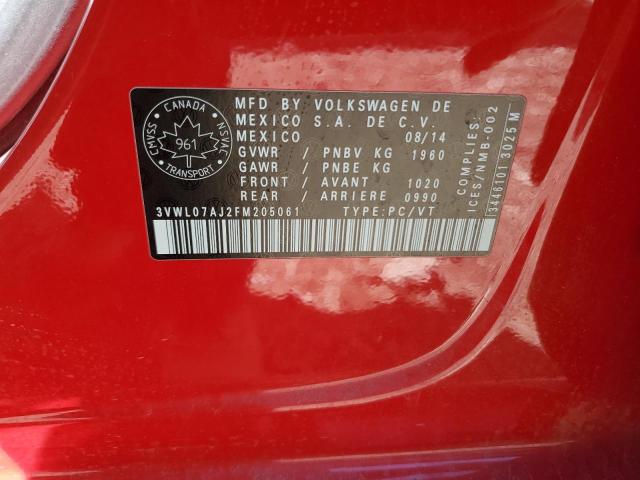 CANADA
CMVSS
NSVAC
961
TRANSPORT
MFD BY VOLKSWAGEN DE
MEXICO S.A. DE C.V.
MEXICO 08/14
GVWR / PNBV KG 1960
GAWR / PNBE KG
FRONT / AVANT 1020
REAR / ARRIERE 0990
3VWL07AJ2FM205061 TYPE:PC/VT
COMPLIES:
ICES/NMB-002
3446101 3025 M